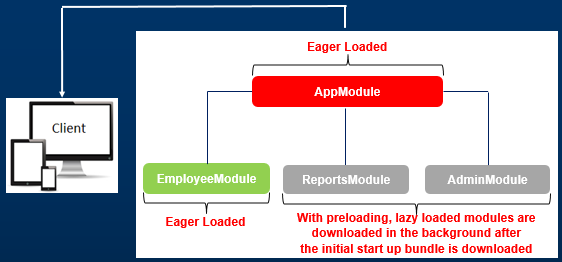 Eager Loaded
AppModule
Client
EmployeeModule
ReportsModule
AdminModule
Eager Loaded
With preloading, lazy loaded modules are
downloaded in the background after
the initial start up bundle is downloaded